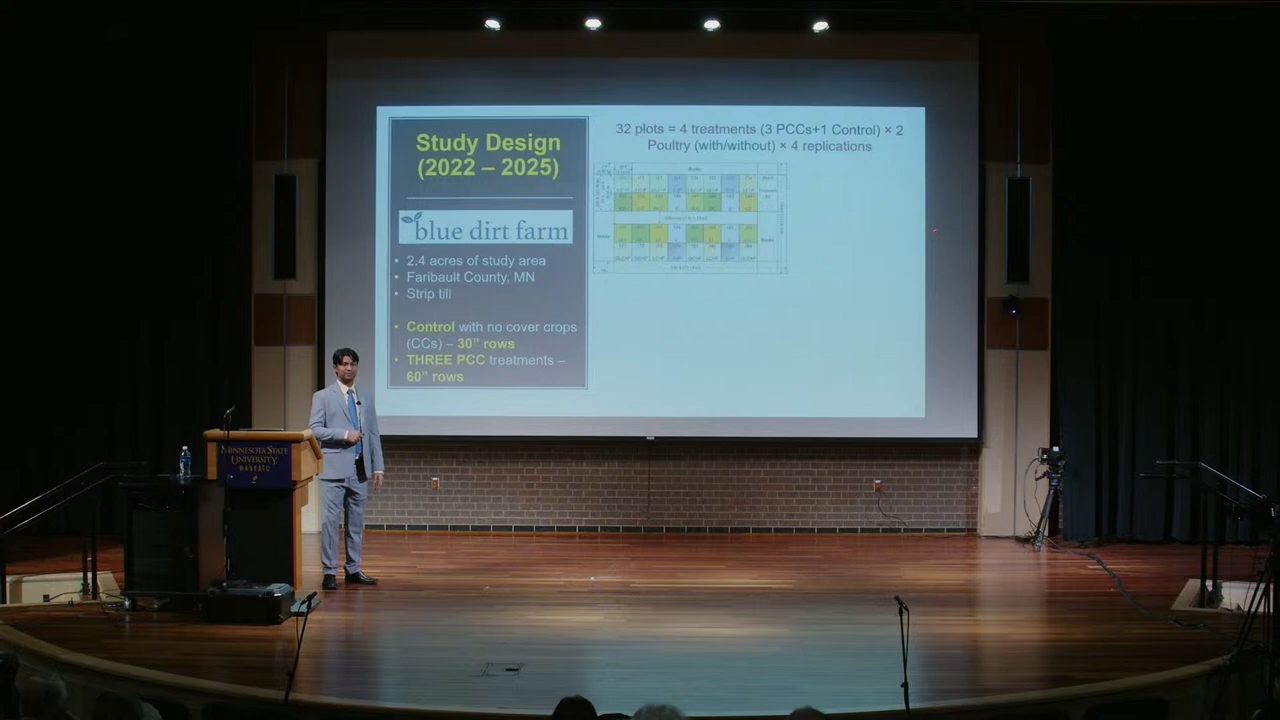 Study Design
(2022 – 2025)
blue dirt farm
• 2.4 acres of study area
• Faribault County, MN
• Strip till
• Control with no cover crops
(CCs) – 30” rows
• THREE PCC treatments –
60” rows
32 plots = 4 treatments (3 PCCs+1 Control) × 2
Poultry (with/without) × 4 replications
MINNESOTA STATE
UNIVERSITY
MANKATO